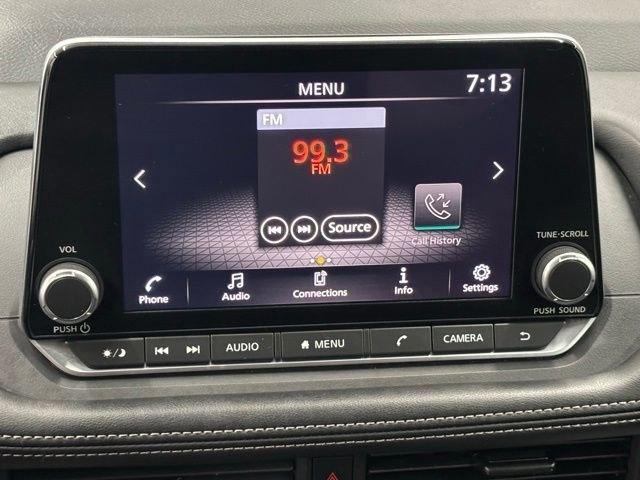 MENU
7:13
FM
99.3
FM
Source
Call History
Phone
Audio
Connections
Info
Settings
VOL
PUSH
TUNE·SCROLL
PUSH SOUND
AUDIO
MENU
CAMERA